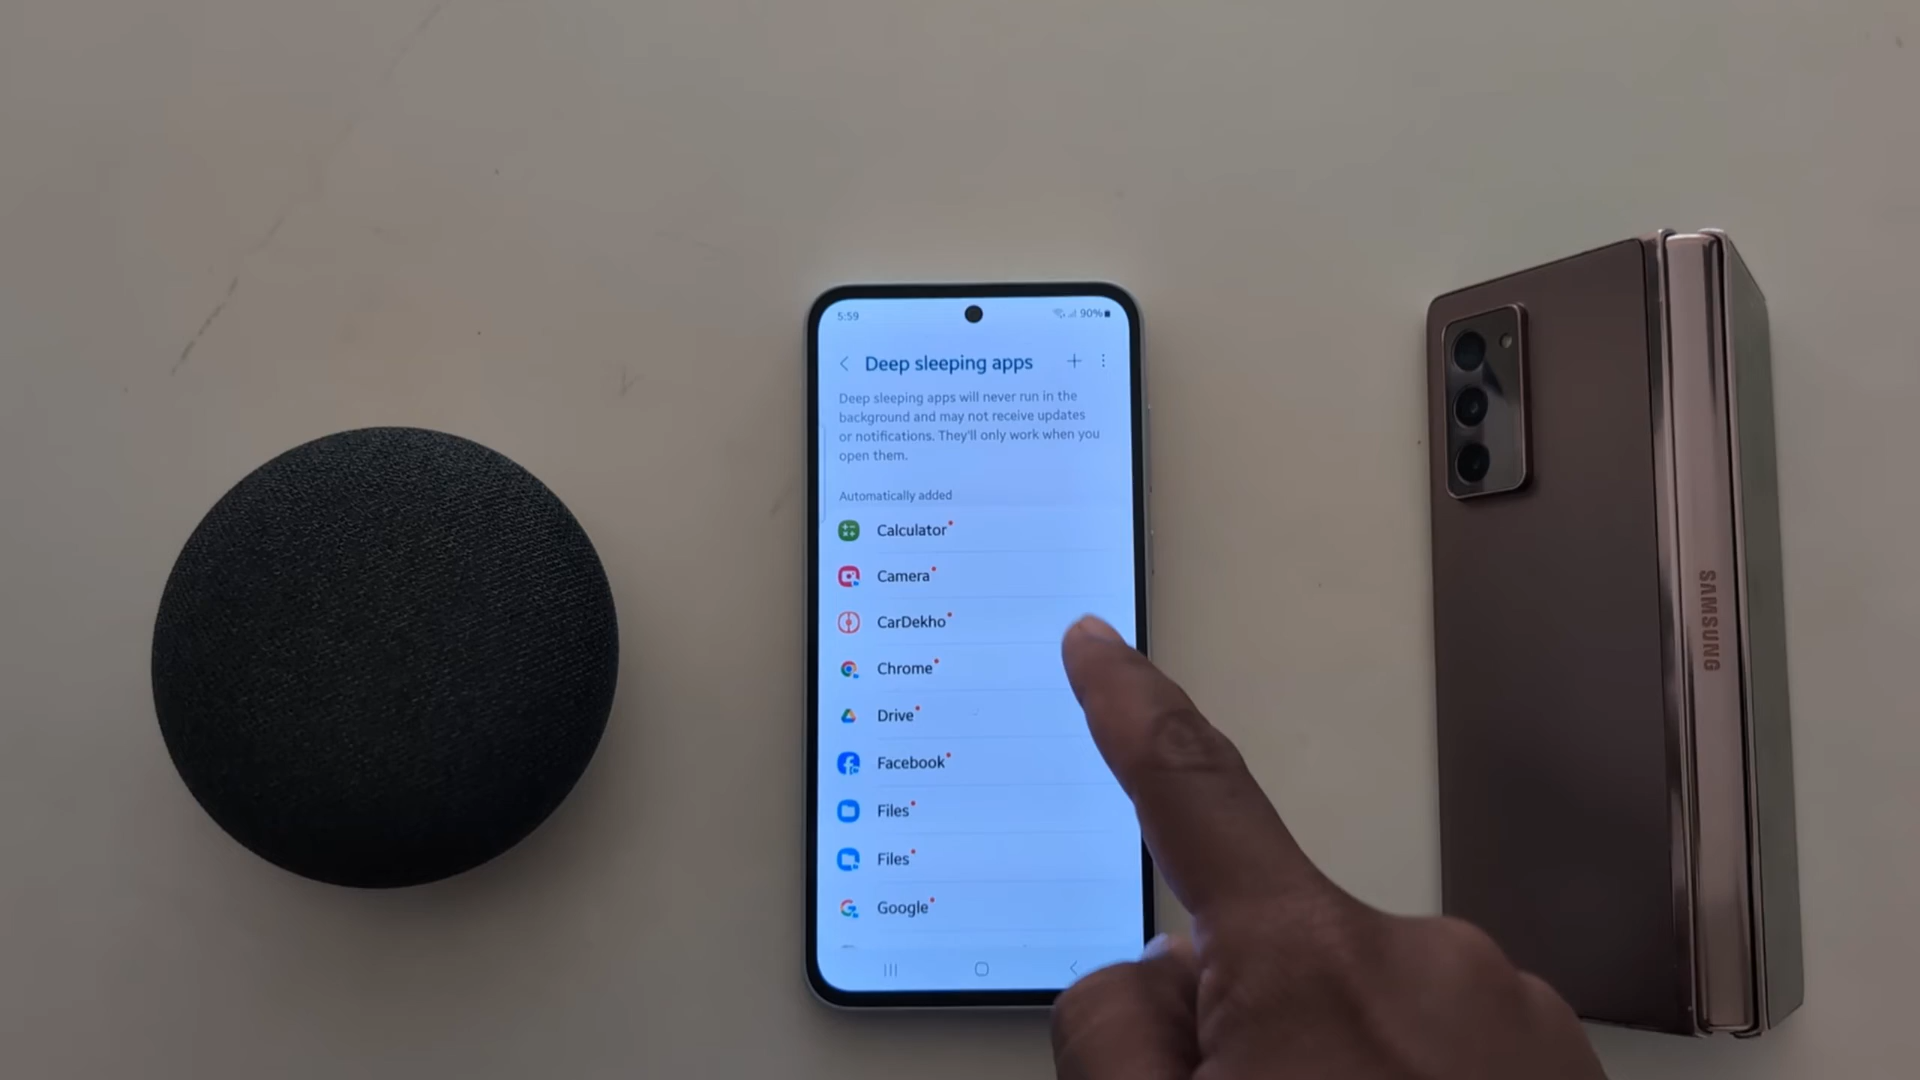 5:59
90%
Deep sleeping apps
Deep sleeping apps will never run in the
background and may not receive updates
or notifications. They'll only work when you
open them.
Automatically added
Calculator
Camera
CarDekho
Chrome
Drive
Facebook
Files
Files
Google
SAMSUNG